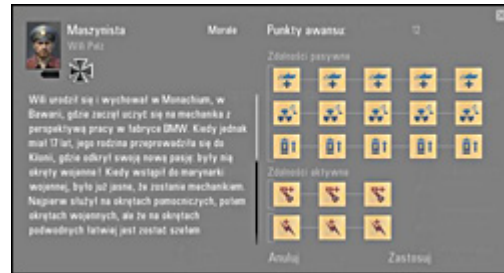 Maszynista
Morale
Willi Pelz
Punkty awansu:
12
Zdolności pasywne
Willi urodził się i wychował w Monachium, w
Bawarii, gdzie zaczął uczyć się na mechanika z
perspektywą pracy w fabryce BMW. Kiedy jednak
miał 17 lat, jego rodzina przeprowadziła się do
Kilonii, gdzie odkrył swoją nową pasję: były nią
okręty wojenne! Kiedy wstąpił do marynarki
wojennej, było już jasne, że zostanie mechanikiem.
Najpierw służył na okrętach pomocniczych, potem
okrętach wojennych, ale że na okrętach
podwodnych łatwiej jest zostać szefem
Zdolności aktywne
Anuluj
Zastosuj